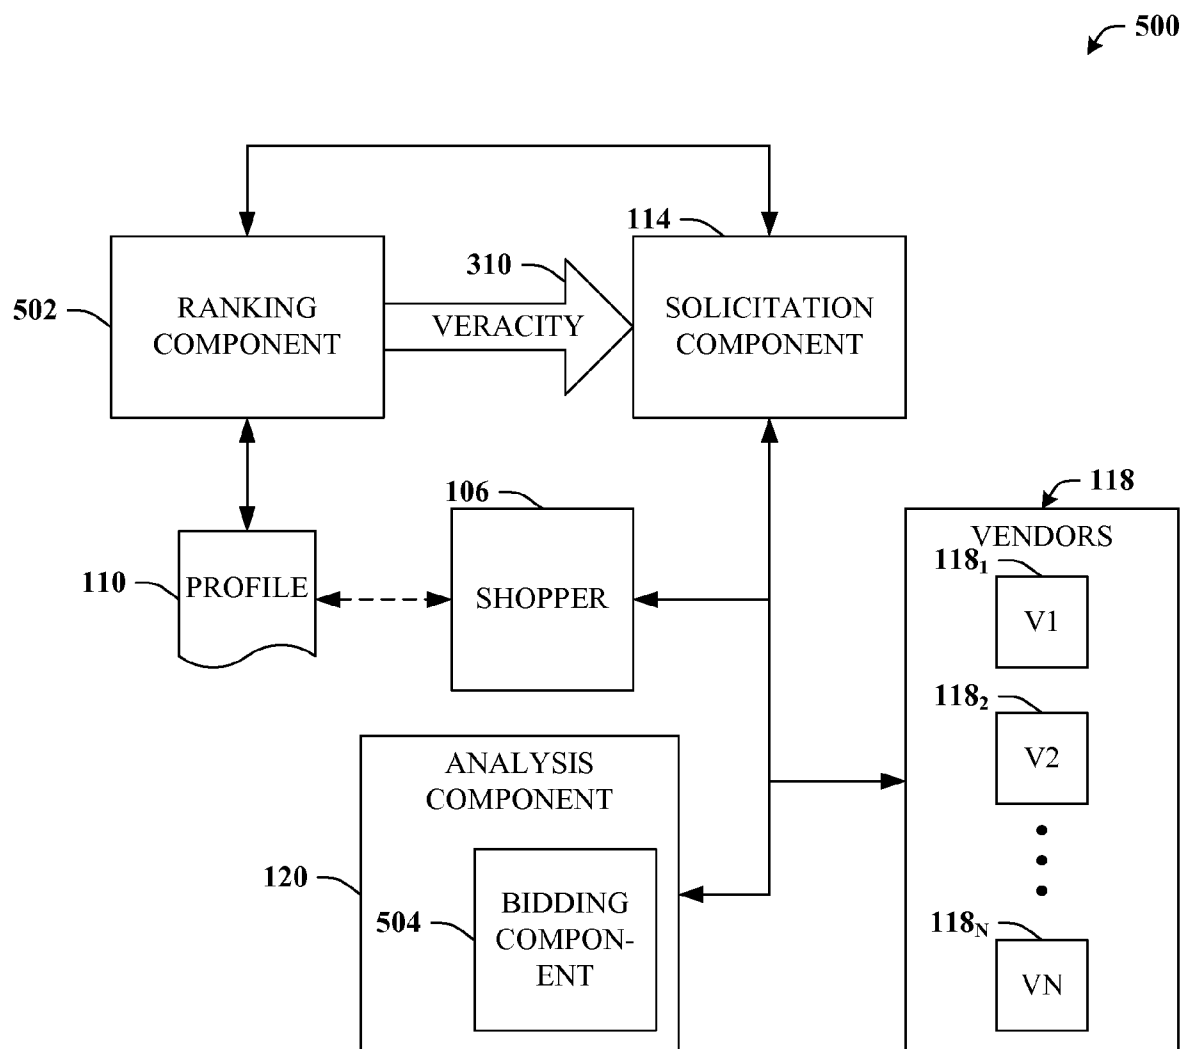 500
114
310
502
RANKING
COMPONENT
VERACITY
SOLICITATION
COMPONENT
106
118
VENDORS
110
PROFILE
SHOPPER
118₁
V1
118₂
V2
ANALYSIS
COMPONENT
120
504
BIDDING
COMPON-
ENT
118ₙ
VN